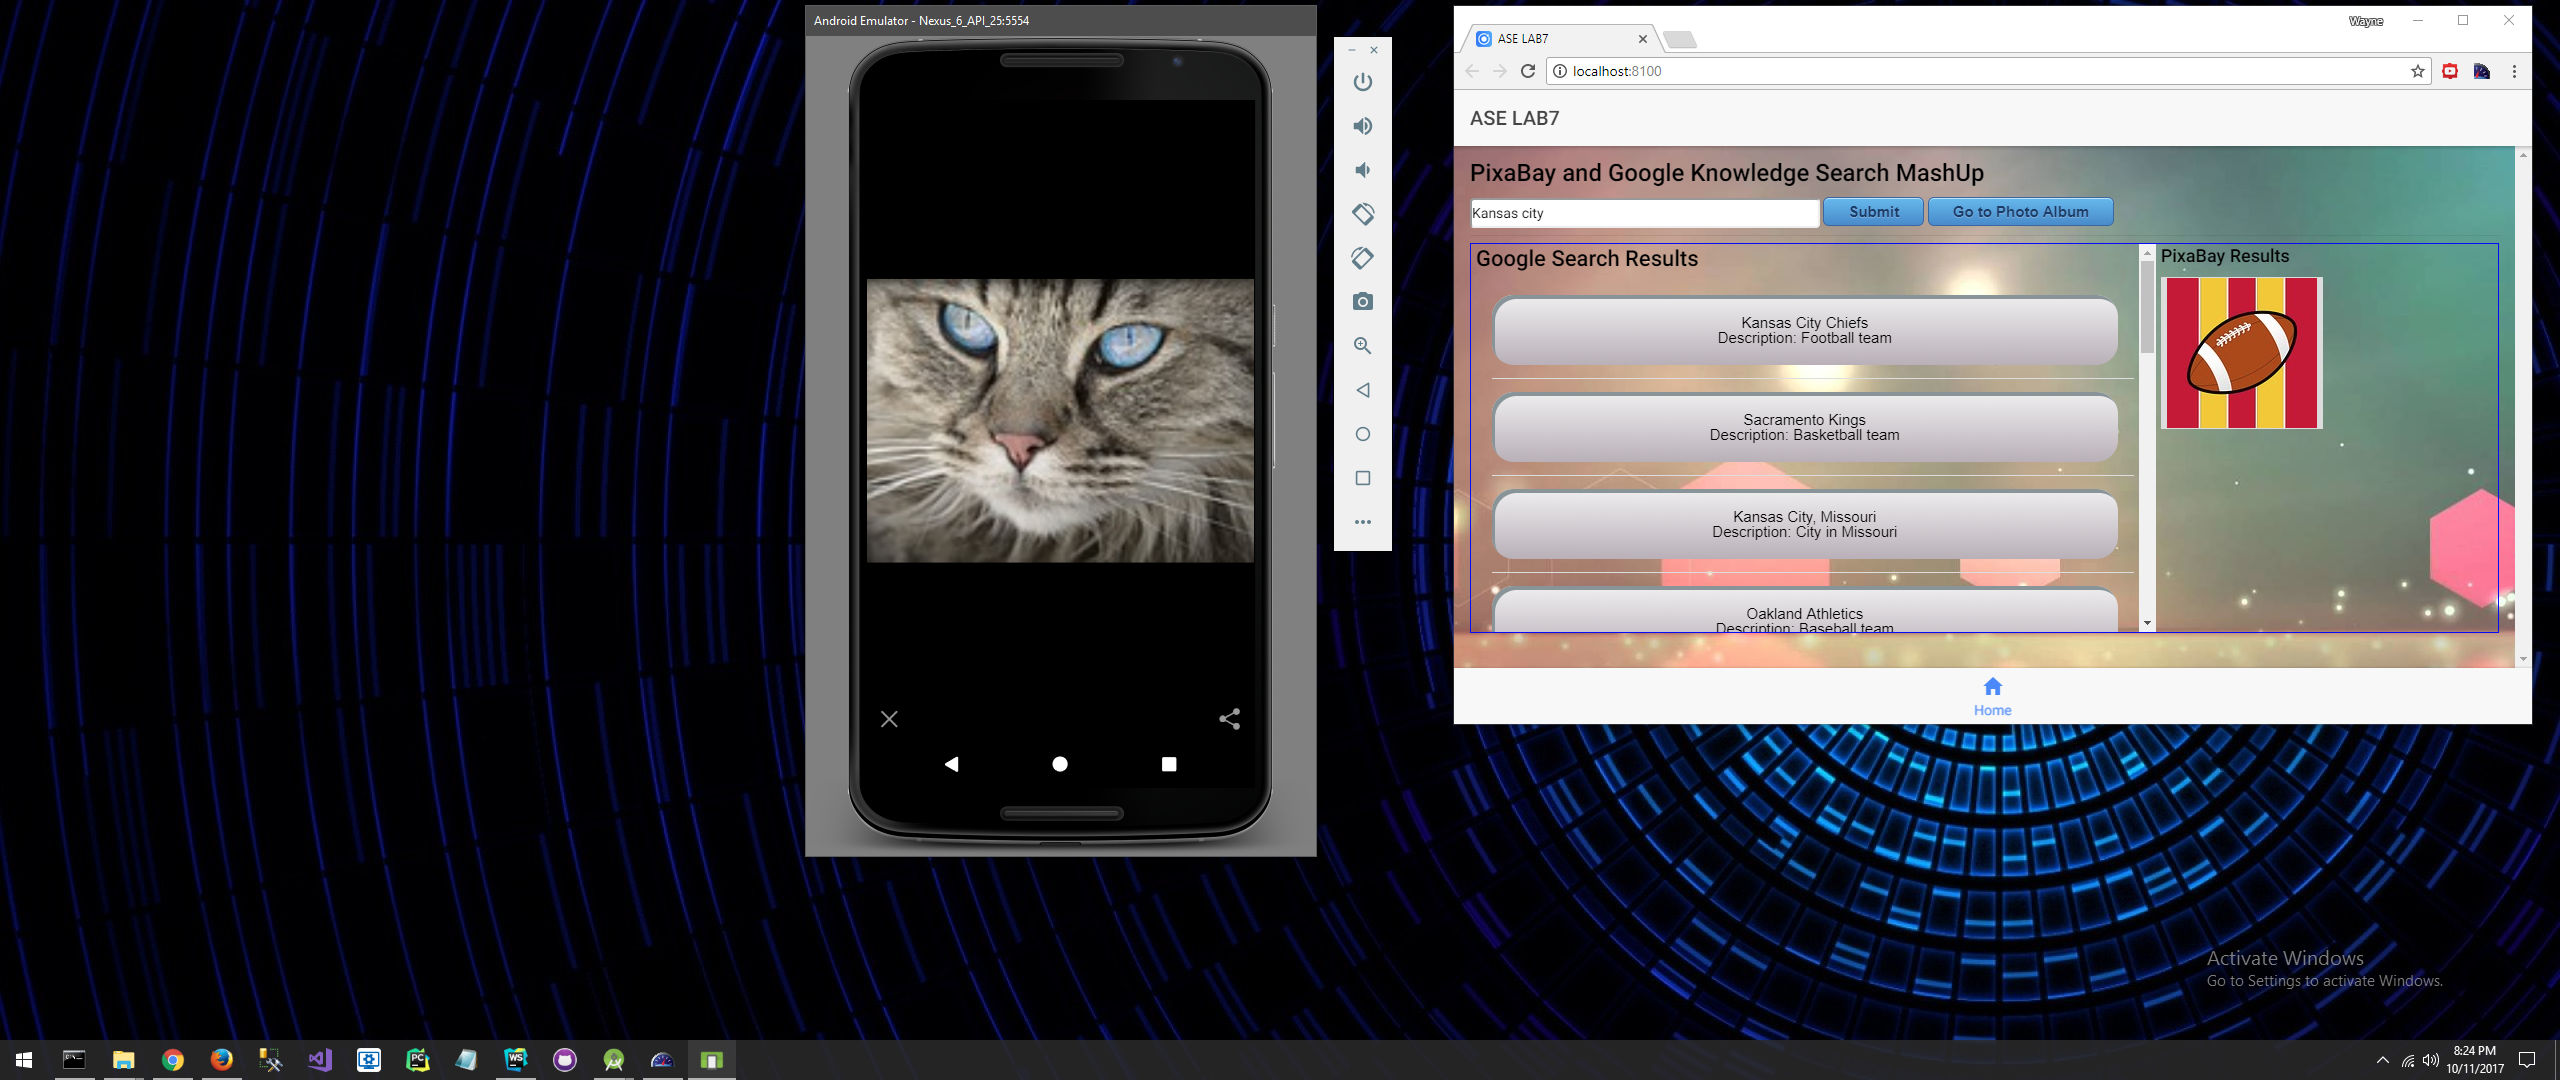 Android Emulator - Nexus_6_API_25:5554
Wayne
ASE LAB7
localhost:8100
ASE LAB7
PixaBay and Google Knowledge Search MashUp
Kansas city
Submit
Go to Photo Album
Google Search Results
PixaBay Results
Kansas City Chiefs
Description: Football team
Sacramento Kings
Description: Basketball team
Kansas City, Missouri
Description: City in Missouri
Oakland Athletics
Description: Baseball team
Home
Activate Windows
Go to Settings to activate Windows.
PC
WS
8:24 PM
10/11/2017